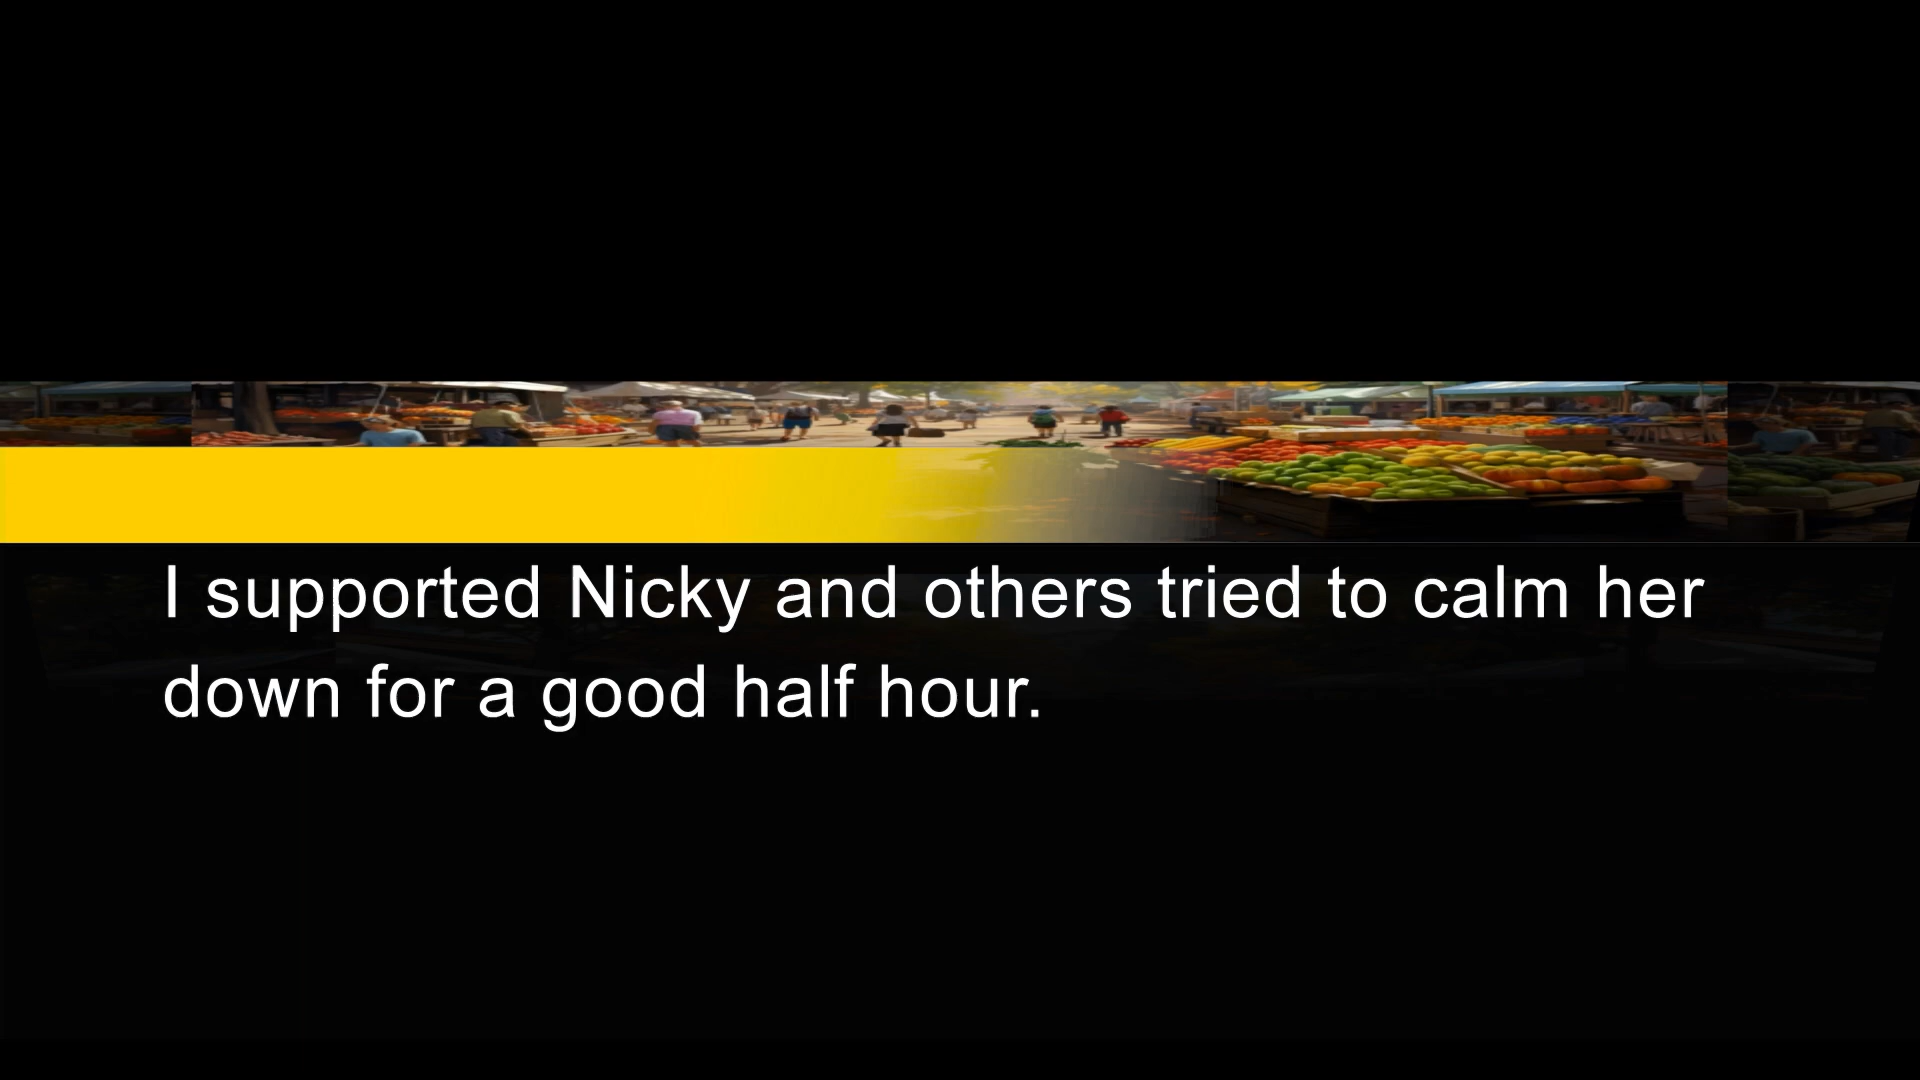 I supported Nicky and others tried to calm her
down for a good half hour.